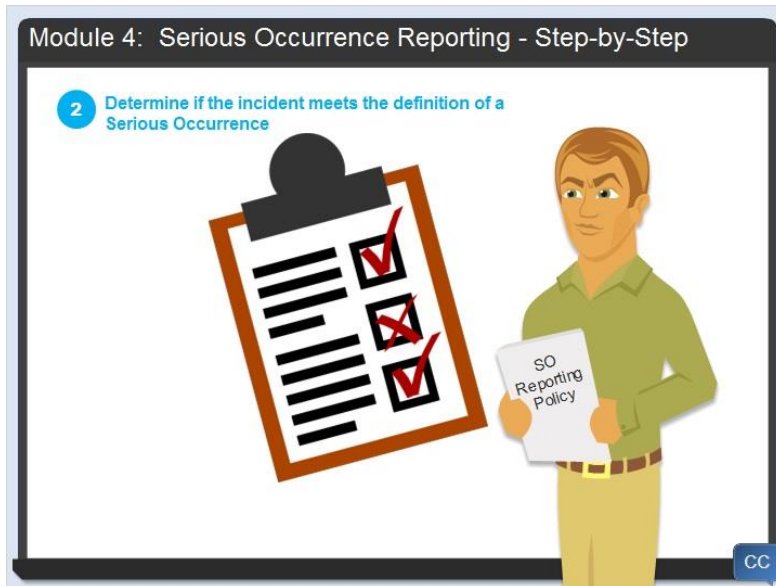 Module 4: Serious Occurrence Reporting - Step-by-Step
2
Determine if the incident meets the definition of a
Serious Occurrence
SO
Reporting
Policy
CC